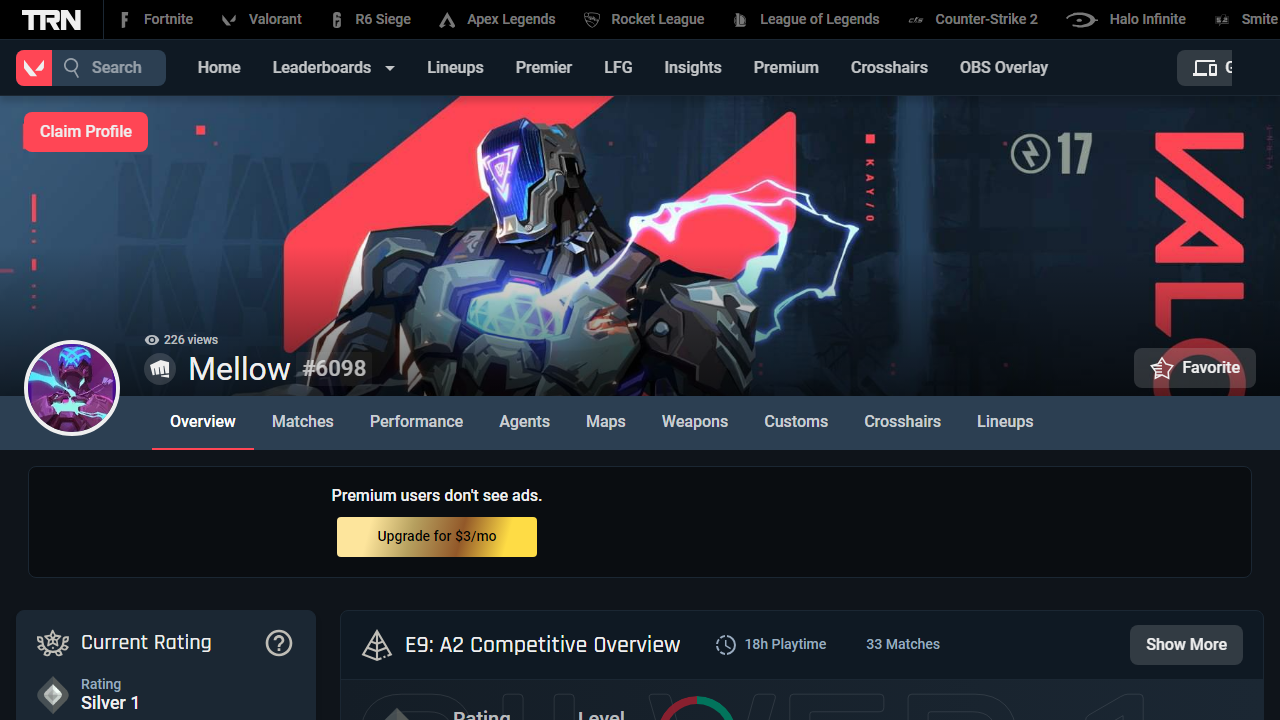 TRN
Fortnite
Valorant
R6 Siege
Apex Legends
Rocket League
League of Legends
Counter-Strike 2
Halo Infinite
Smite
Search
Home
Leaderboards
Lineups
Premier
LFG
Insights
Premium
Crosshairs
OBS Overlay
Claim Profile
KAY/O
17
VALO
226 views
Mellow #6098
Favorite
Overview
Matches
Performance
Agents
Maps
Weapons
Customs
Crosshairs
Lineups
Premium users don't see ads.
Upgrade for $3/mo
Current Rating
Rating
Silver 1
E9: A2 Competitive Overview
18h Playtime
33 Matches
Show More
Rating
Level